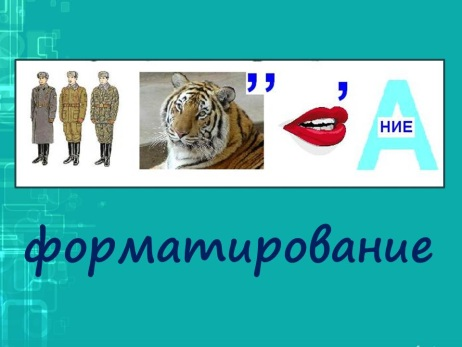 ,, ,
А
НИЕ
форматирование